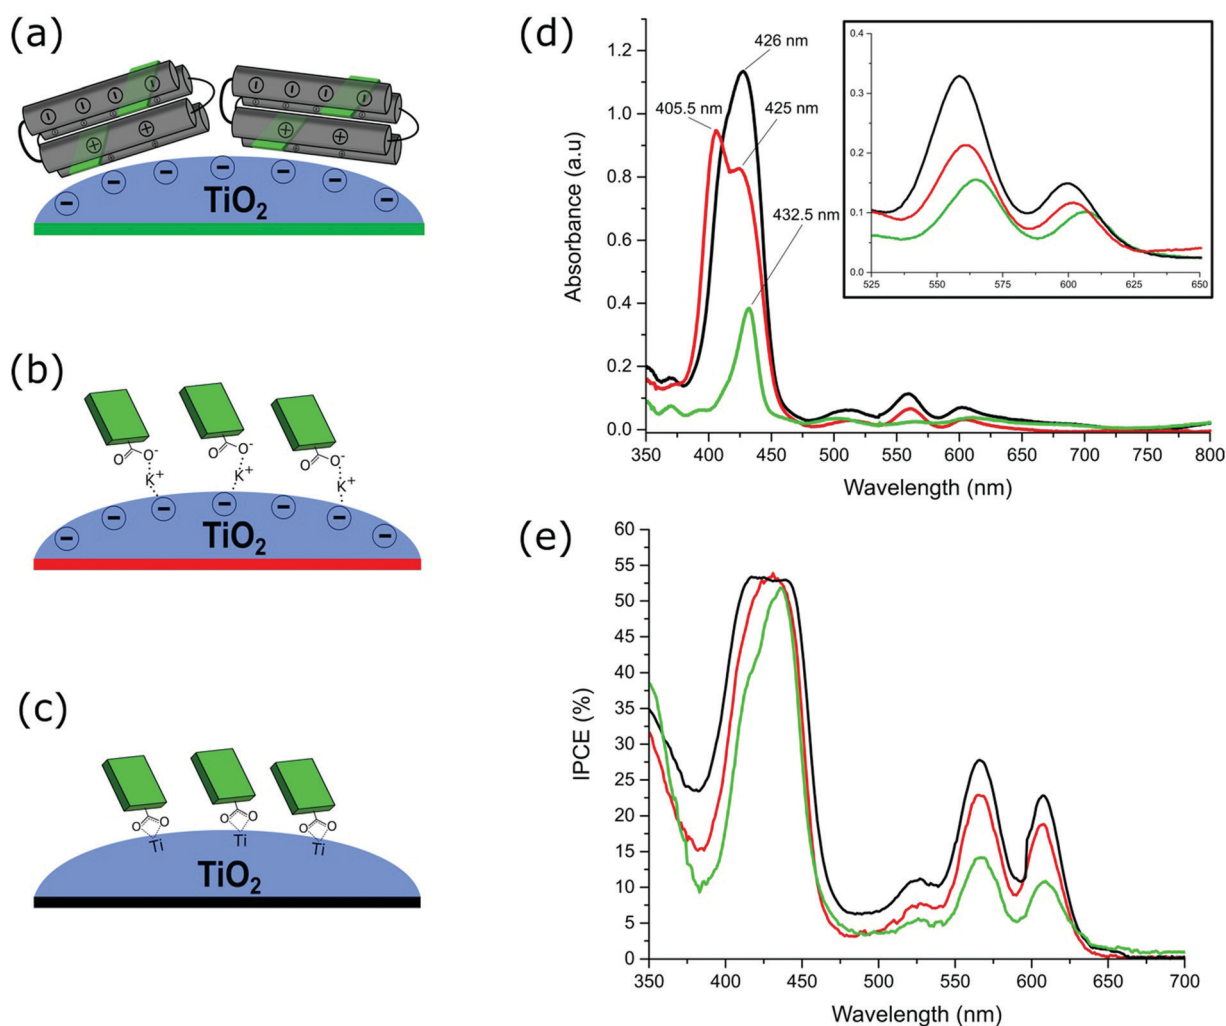 (a)
− − − −
+ +
− − − −
+ +
− − − − − − −
TiO2
(b)
O O-
K+
O O-
K+
O O-
K+
− − − − − − −
TiO2
(c)
O O
Ti
O O
Ti
O O
Ti
TiO2
(d)
1.2
1.0
0.8
0.6
0.4
0.2
0.0
Absorbance (a.u)
426 nm
405.5 nm
425 nm
432.5 nm
350 400 450 500 550 600 650 700 750 800
Wavelength (nm)
0.4
0.3
0.2
0.1
0.0
525 550 575 600 625 650
(e)
60
55
50
45
40
35
30
25
20
15
10
5
0
IPCE (%)
350 400 450 500 550 600 650 700
Wavelength (nm)